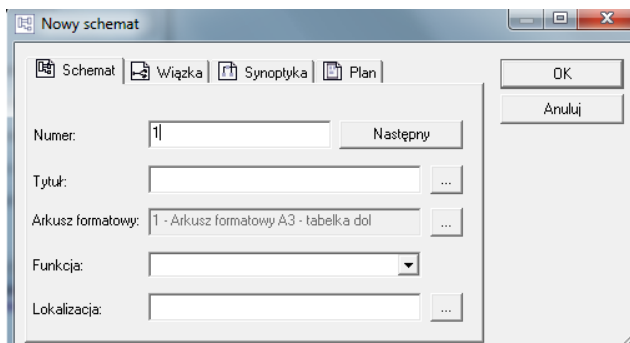 Nowy schemat
Schemat Wiązka Synoptyka Plan
OK
Anuluj
Numer: 1 Następny
Tytuł: ...
Arkusz formatowy: 1 - Arkusz formatowy A3 - tabelka dol ...
Funkcja:
Lokalizacja: ...